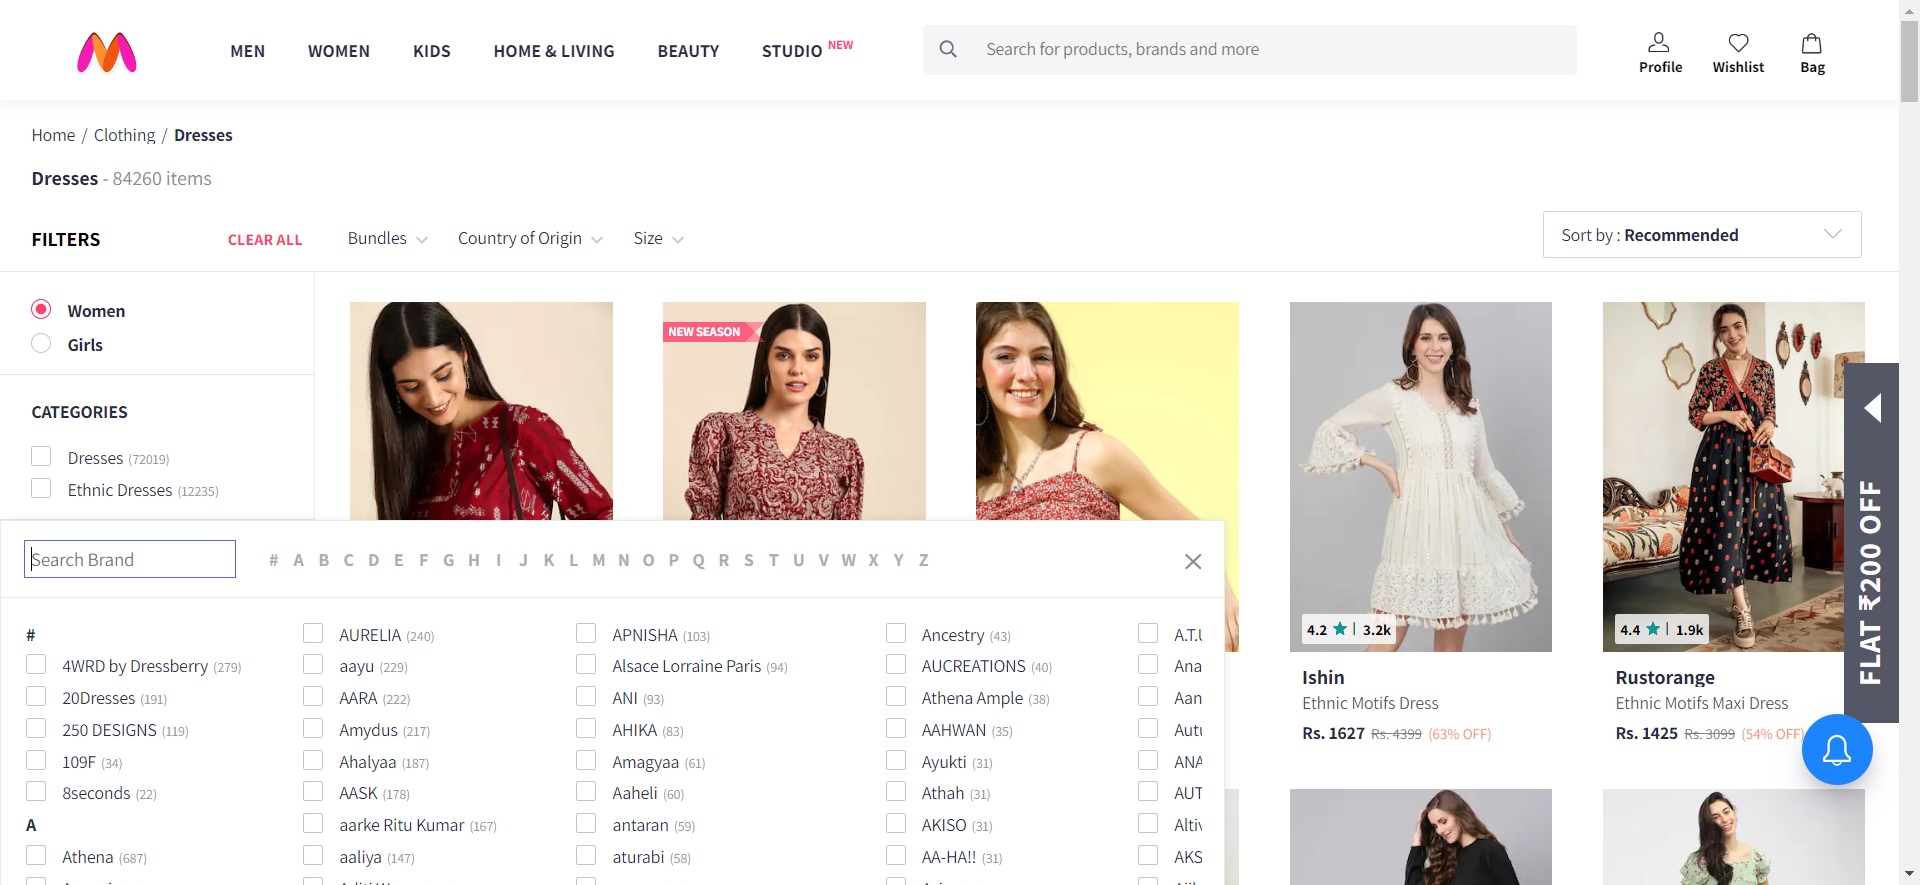 MEN WOMEN KIDS HOME & LIVING BEAUTY STUDIO NEW
Search for products, brands and more
Profile Wishlist Bag
Home / Clothing / Dresses
Dresses - 84260 items
FILTERS CLEAR ALL
Bundles Country of Origin Size
Sort by : Recommended
Women
Girls
CATEGORIES
Dresses (72019)
Ethnic Dresses (12235)
NEW SEASON
Search Brand
# A B C D E F G H I J K L M N O P Q R S T U V W X Y Z
#
4WRD by Dressberry (279)
20Dresses (191)
250 DESIGNS (119)
109F (34)
8seconds (22)
A
Athena (687)
AURELIA (240)
aayu (229)
AARA (222)
Amydus (217)
Ahalyaa (187)
AASK (178)
aarke Ritu Kumar (167)
aaliya (147)
APNISHA (103)
Alsace Lorraine Paris (94)
ANI (93)
AHIKA (83)
Amagyaa (61)
Aaheli (60)
antaran (59)
aturabi (58)
Ancestry (43)
AUCREATIONS (40)
Athena Ample (38)
AAHWAN (35)
Ayukti (31)
Athah (31)
AKISO (31)
AA-HA!! (31)
A.T.U
Ana
Aan
Autu
ANA
AUT
Altiv
AKS
4.2 | 3.2k
Ishin
Ethnic Motifs Dress
Rs. 1627 Rs. 4399 (63% OFF)
4.4 | 1.9k
Rustorange
Ethnic Motifs Maxi Dress
Rs. 1425 Rs. 3099 (54% OFF)
FLAT ₹200 OFF